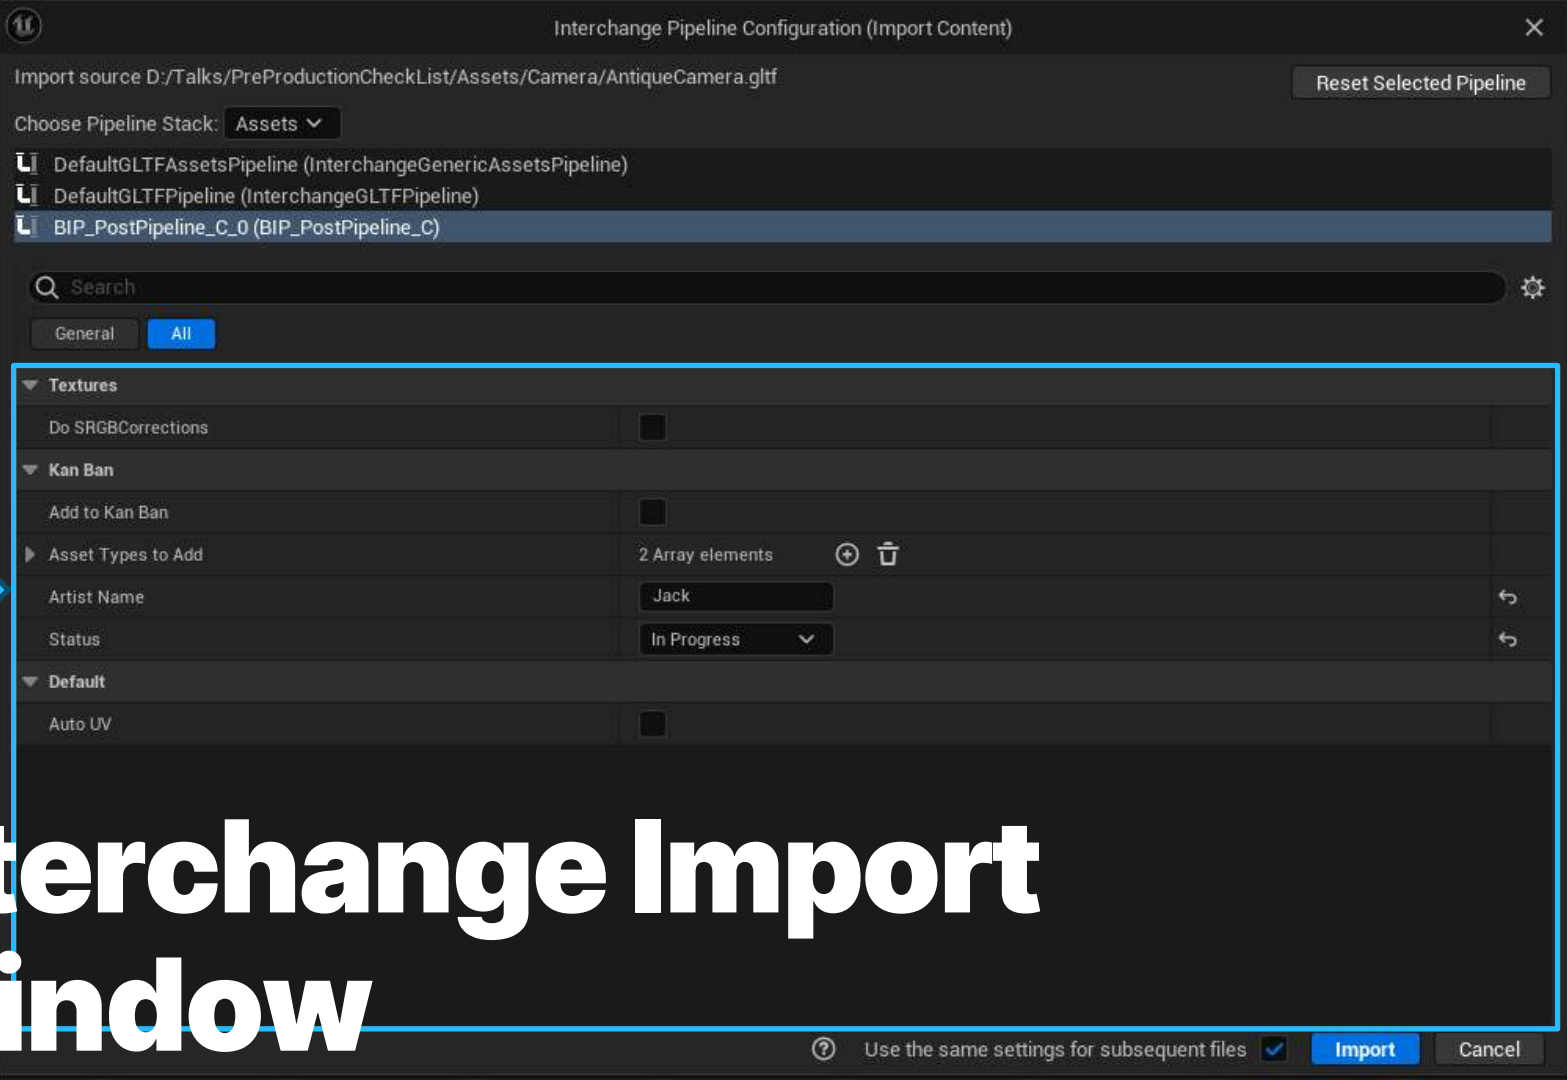 Interchange Pipeline Configuration (Import Content)
Import source D:/Talks/PreProductionCheckList/Assets/Camera/AntiqueCamera.gltf
Reset Selected Pipeline
Choose Pipeline Stack: Assets
DefaultGLTFAssetsPipeline (InterchangeGenericAssetsPipeline)
DefaultGLTFPipeline (InterchangeGLTFPipeline)
BIP_PostPipeline_C_0 (BIP_PostPipeline_C)
Search
General All
Textures
Do SRGBCorrections
Kan Ban
Add to Kan Ban
Asset Types to Add 2 Array elements
Artist Name Jack
Status In Progress
Default
Auto UV
terchange Import
indow
Use the same settings for subsequent files Import Cancel